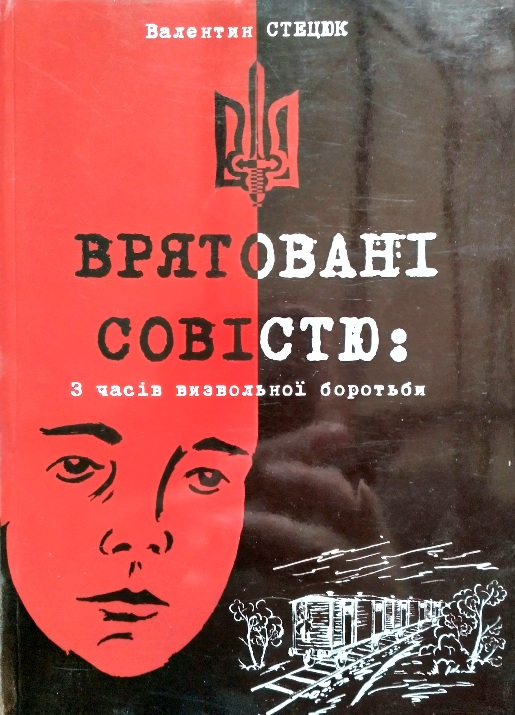 Валентин СТЕЦЮК
ВРЯТОВАНІ
СОВІСТЮ:
З часів визвольної боротьби